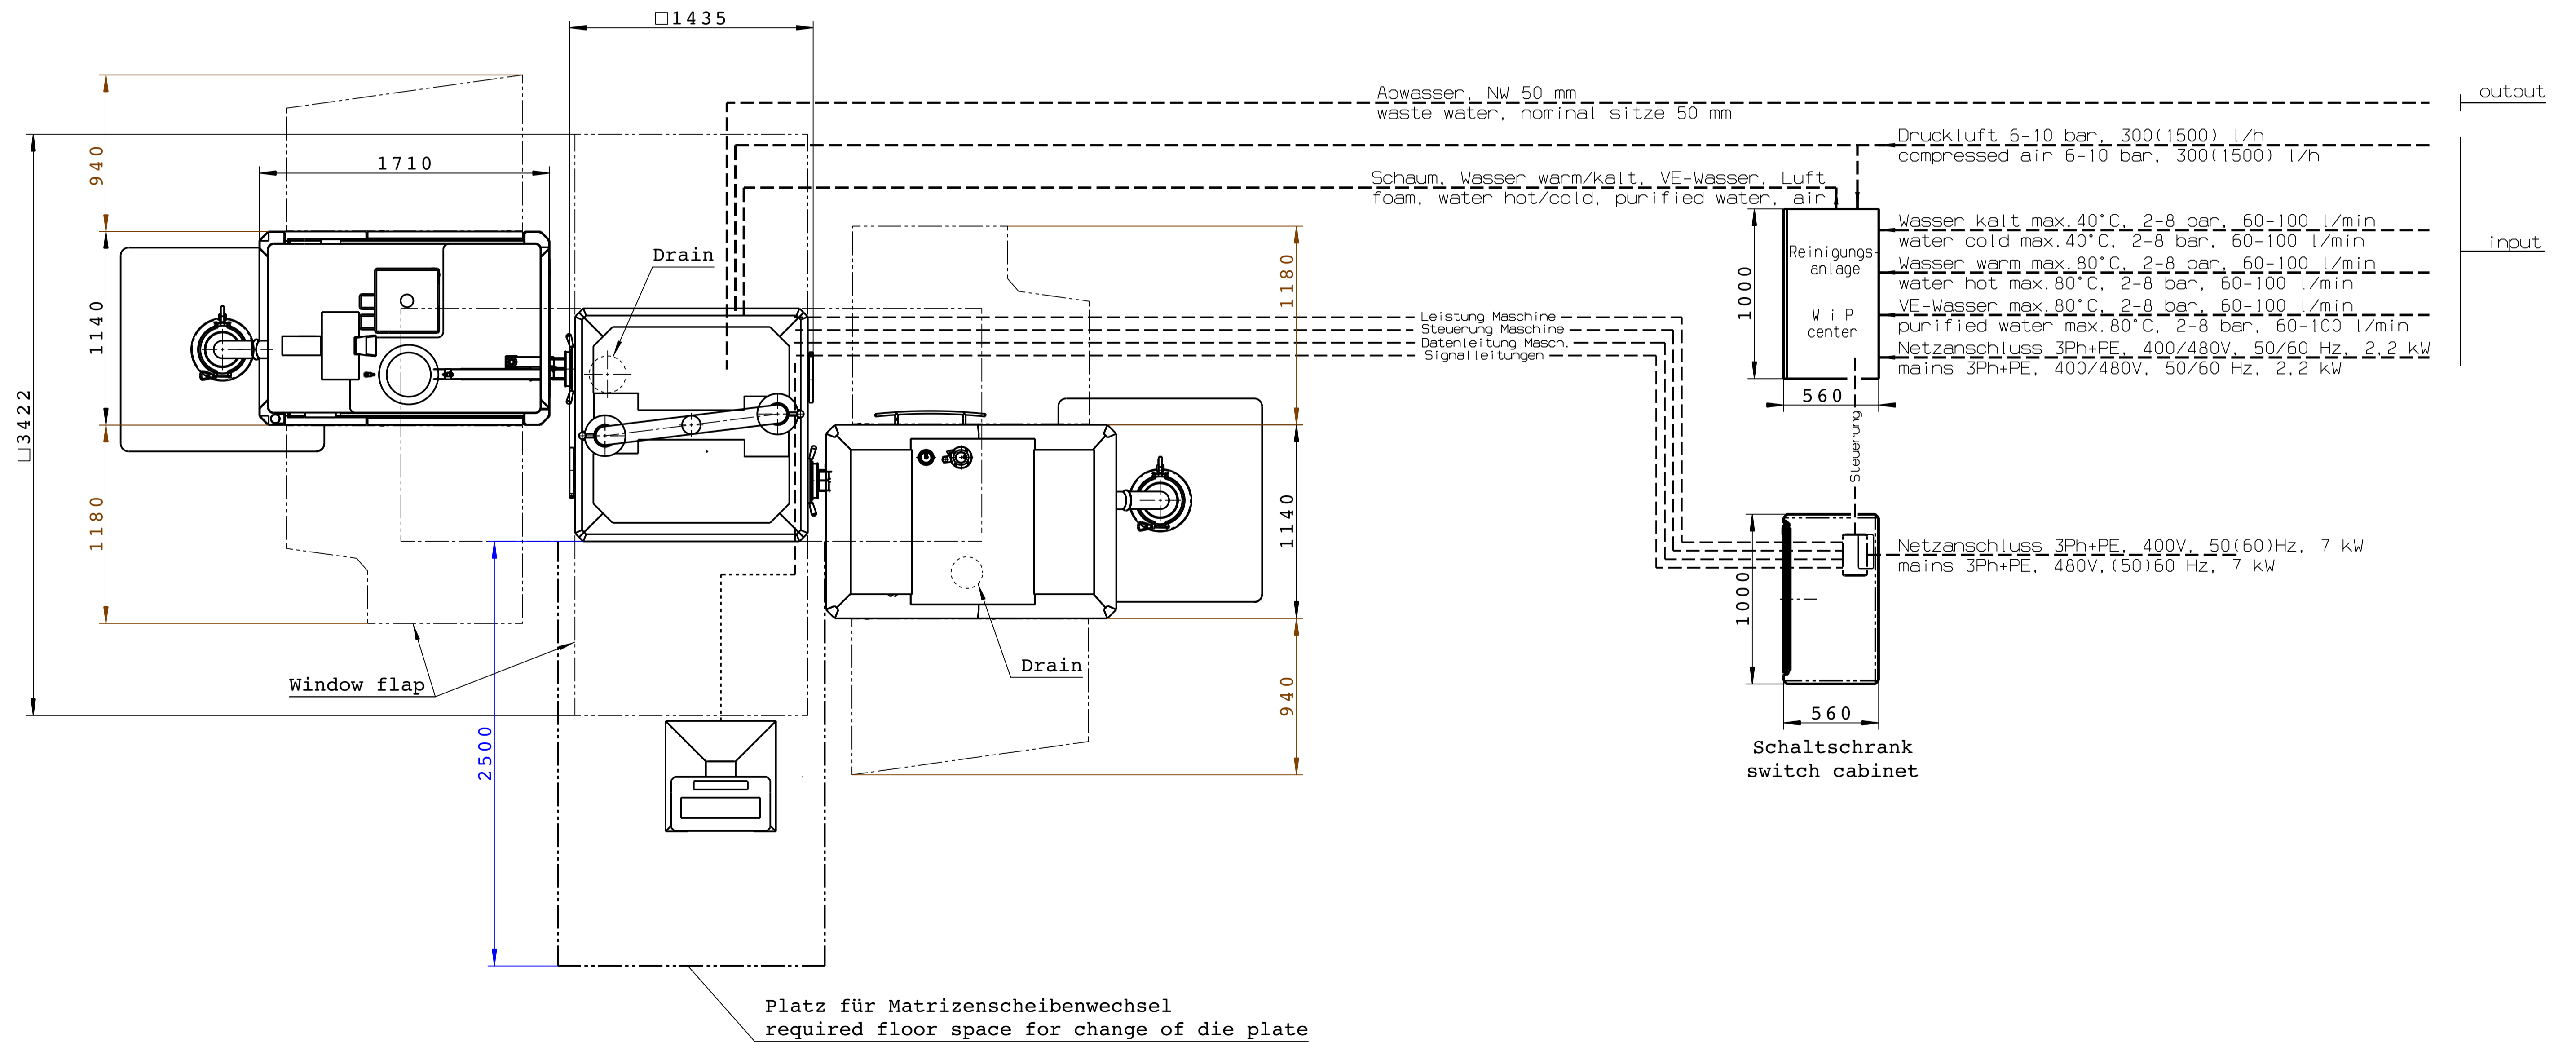 □1435
Abwasser, NW 50 mm
waste water, nominal sitze 50 mm
output
Druckluft 6-10 bar, 300(1500) l/h
compressed air 6-10 bar, 300(1500) l/h
940
1710
Schaum, Wasser warm/kalt, VE-Wasser, Luft
foam, water hot/cold, purified water, air
input
Drain
Reinigungs-
anlage
W i P
center
1000
560
Wasser kalt max.40°C, 2-8 bar, 60-100 l/min
water cold max.40°C, 2-8 bar, 60-100 l/min
Wasser warm max.80°C, 2-8 bar, 60-100 l/min
water hot max.80°C, 2-8 bar, 60-100 l/min
VE-Wasser max.80°C, 2-8 bar, 60-100 l/min
purified water max.80°C, 2-8 bar, 60-100 l/min
Netzanschluss 3Ph+PE, 400/480V, 50/60 Hz, 2,2 kW
mains 3Ph+PE, 400/480V, 50/60 Hz, 2,2 kW
1180
1140
Leistung Maschine
Steuerung Maschine
Datenleitung Masch.
Signalleitungen
□3422
Steuerung
1180
1140
Netzanschluss 3Ph+PE, 400V, 50(60)Hz, 7 kW
mains 3Ph+PE, 480V,(50)60 Hz, 7 kW
1000
560
Drain
Window flap
940
2500
Schaltschrank
switch cabinet
Platz für Matrizenscheibenwechsel
required floor space for change of die plate